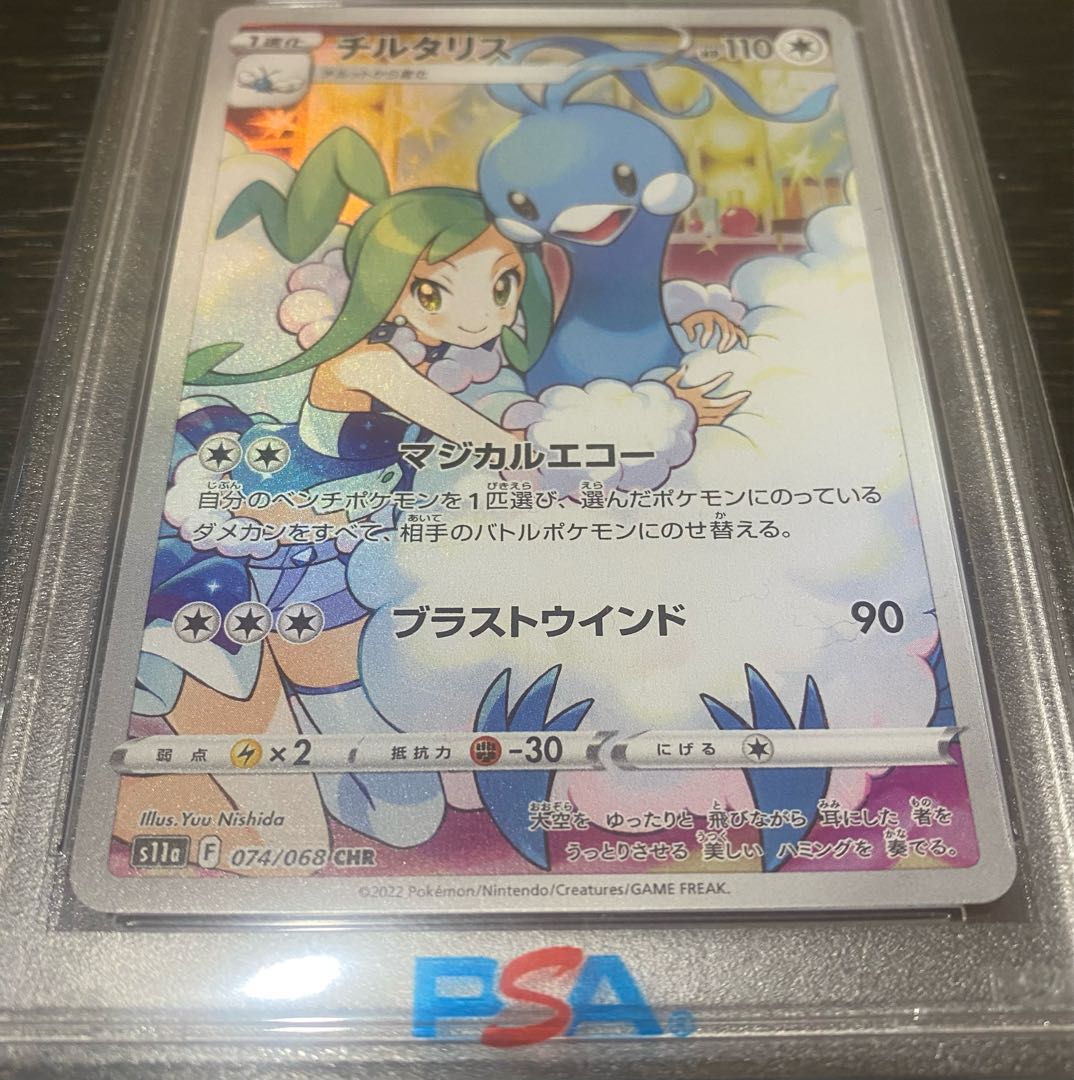 1進化
チルタリス
HP 110
チルットから進化
マジカルエコー
自分のベンチポケモンを1匹選び、選んだポケモンにのっている
ダメカンをすべて、相手のバトルポケモンにのせ替える。
ブラストウインド 90
弱点 ×2 抵抗力 -30 にげる
Illus. Yuu Nishida
大空を ゆったりと 飛びながら 耳にした 者を
うっとりさせる 美しい ハミングを 奏でる。
s11a F 074/068 CHR
©2022 Pokémon/Nintendo/Creatures/GAME FREAK.
PSA®